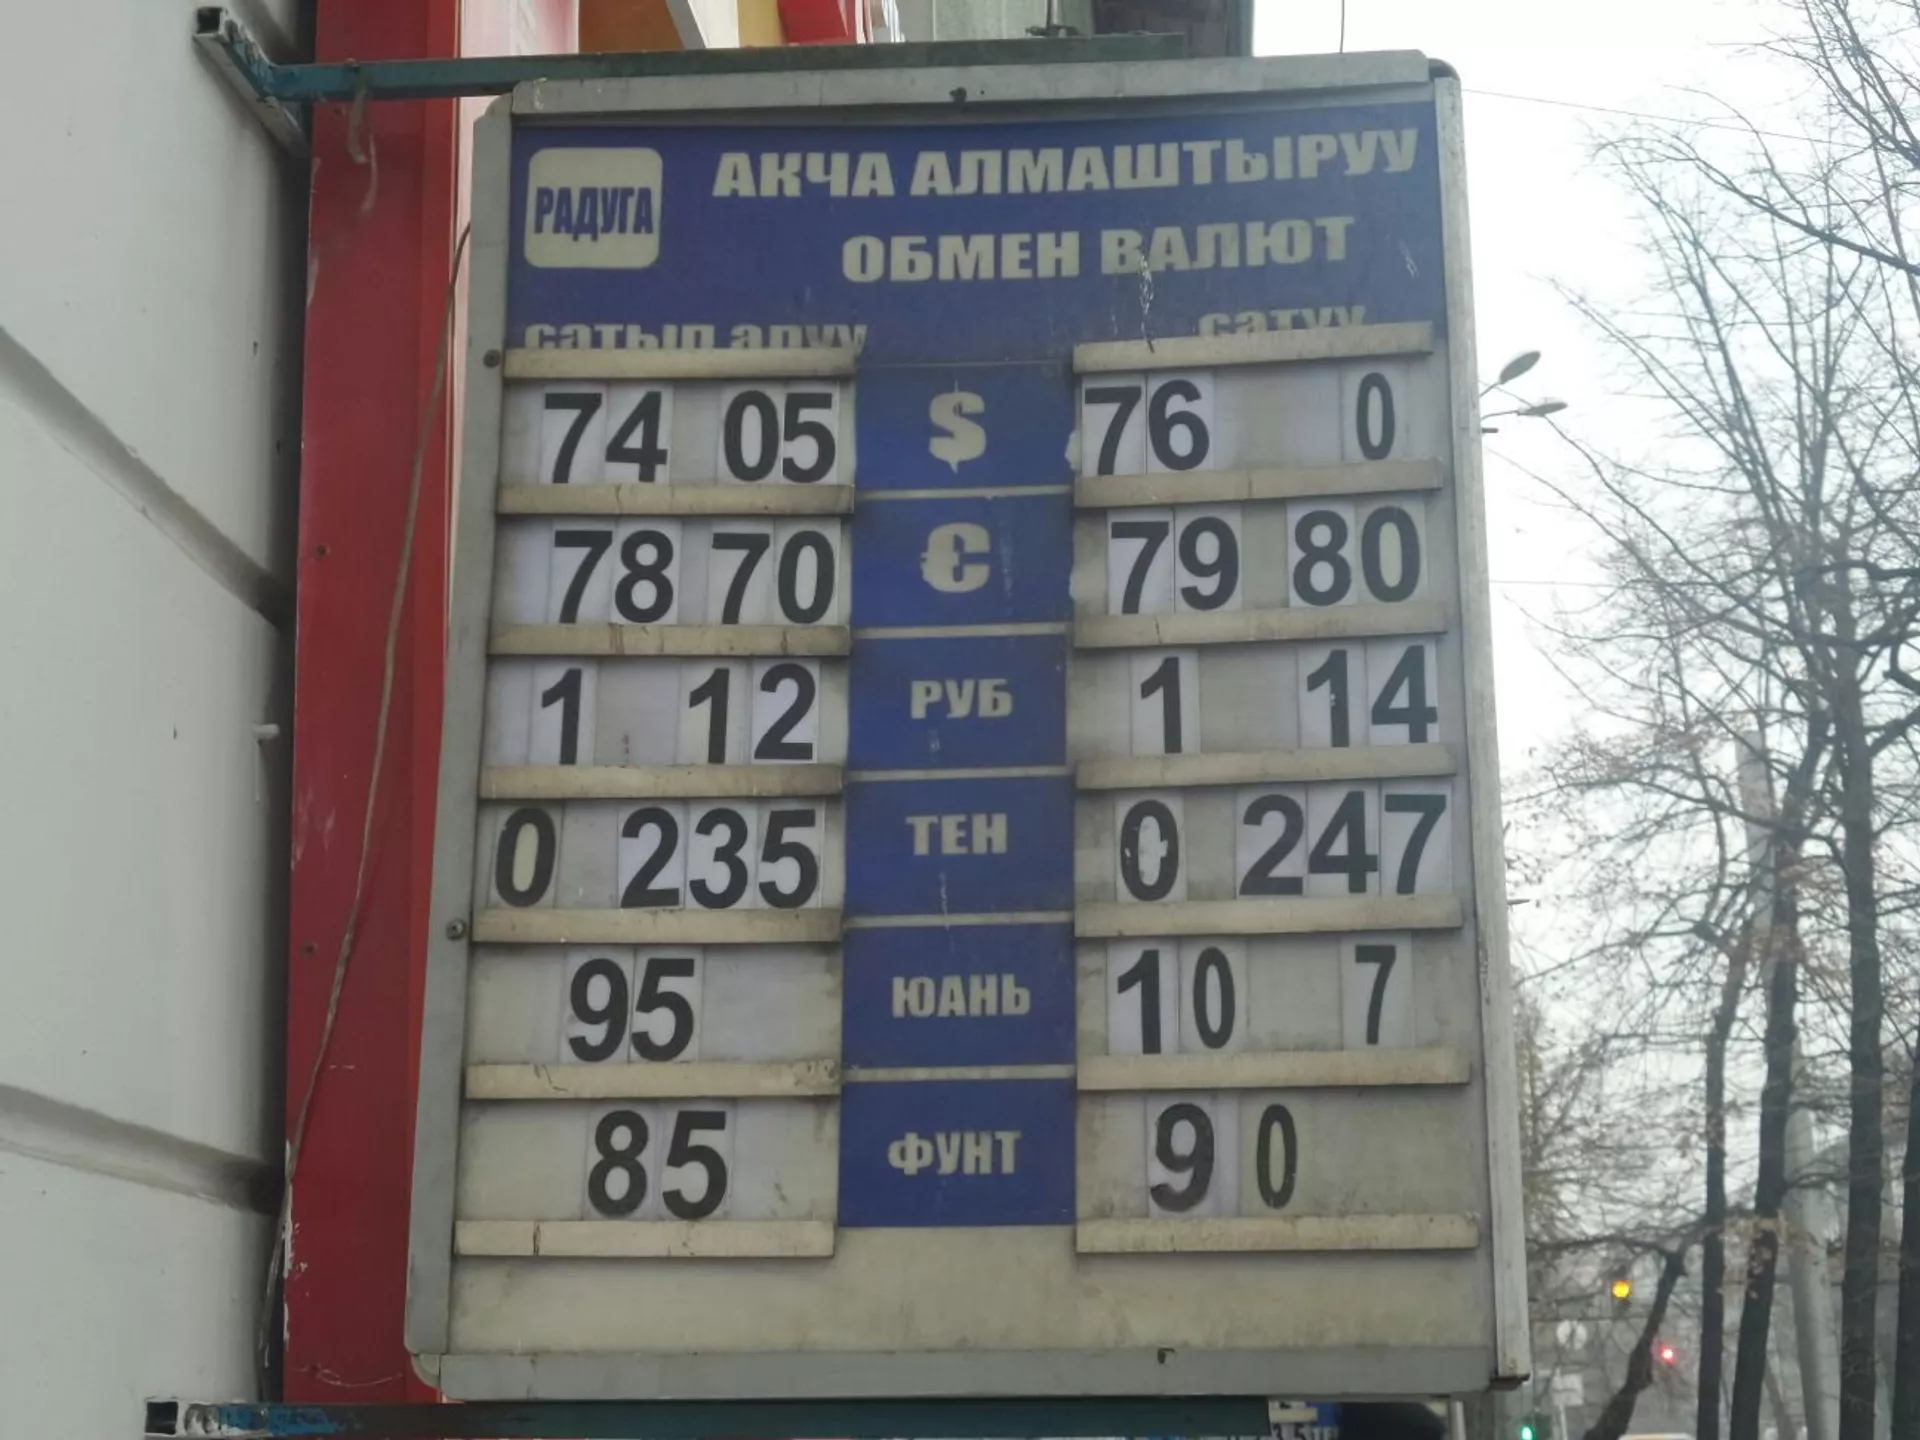 РАДУГА
АКЧА АЛМАШТЫРУУ
ОБМЕН ВАЛЮТ
сатып алуу сатуу
74 05 $ 76 0
78 70 € 79 80
1 12 РУБ 1 14
0 235 ТЕН 0 247
95 ЮАНЬ 10 7
85 ФУНТ 90